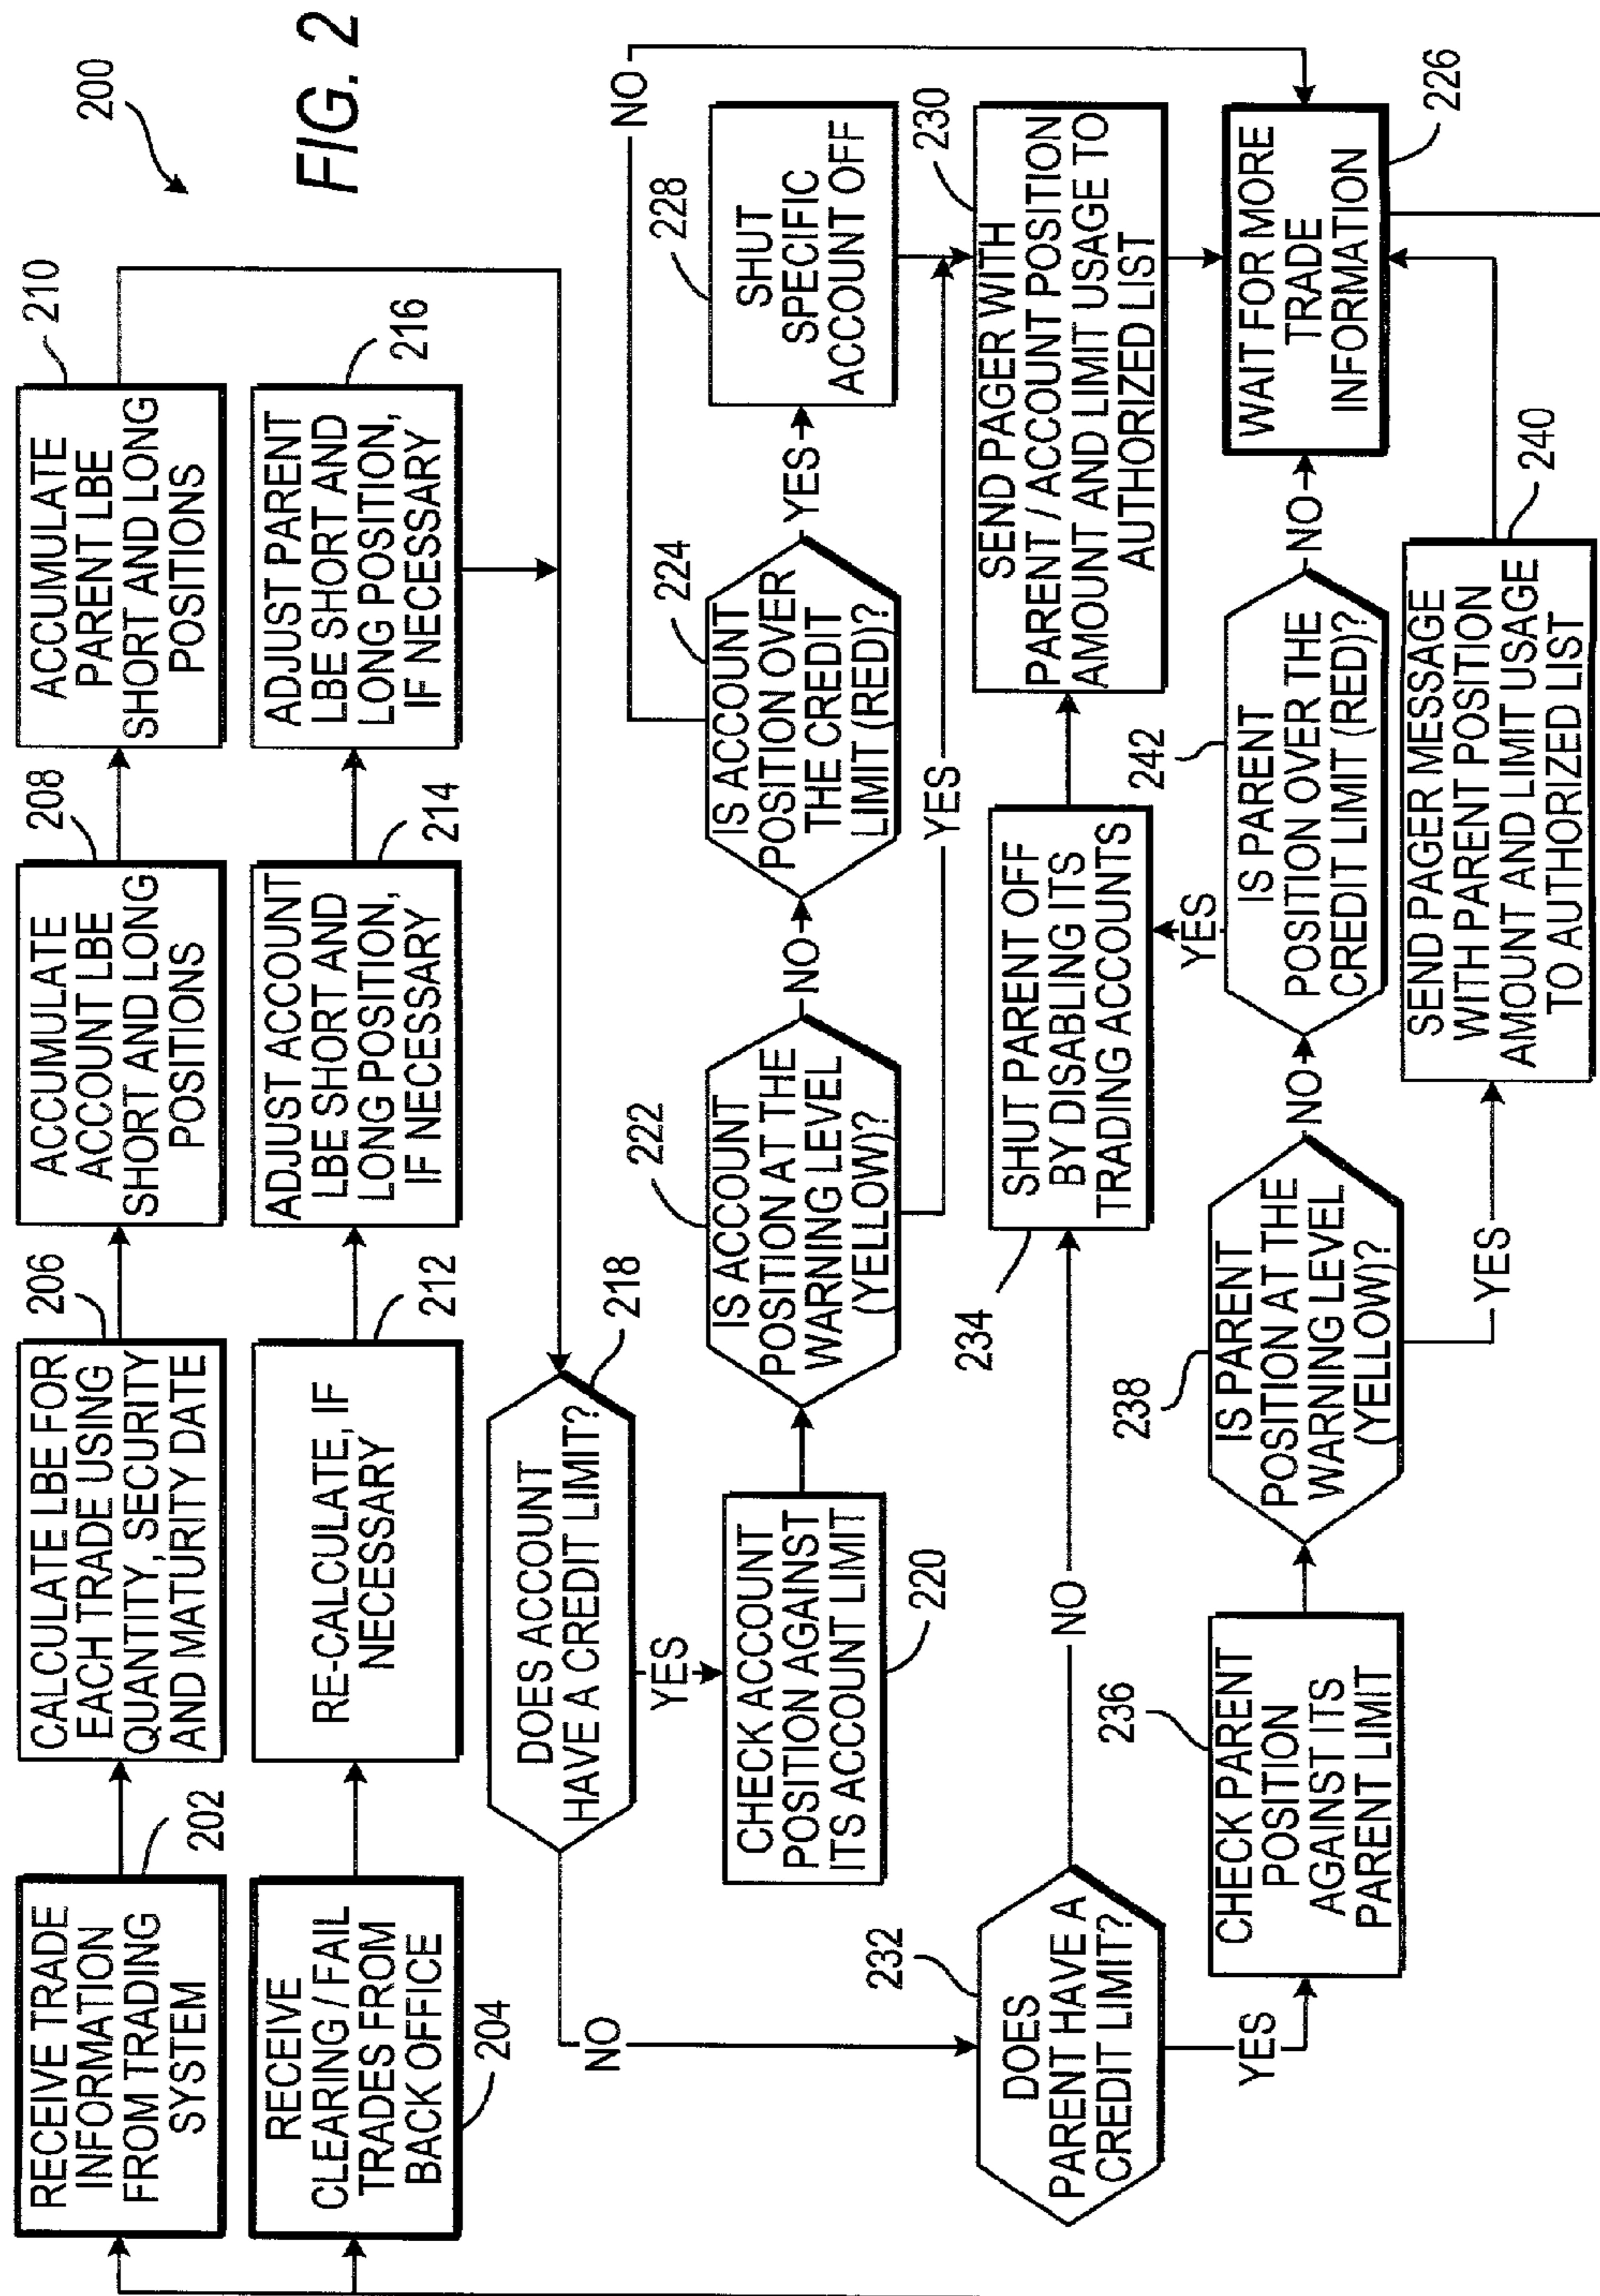 200
FIG. 2
RECEIVE TRADE
INFORMATION
FROM TRADING
SYSTEM
202
CALCULATE LBE FOR
EACH TRADE USING
QUANTITY, SECURITY
AND MATURITY DATE
206
ACCUMULATE
ACCOUNT LBE
SHORT AND LONG
POSITIONS
208
ACCUMULATE
PARENT LBE
SHORT AND LONG
POSITIONS
210
RECEIVE
CLEARING / FAIL
TRADES FROM
BACK OFFICE
204
RE-CALCULATE, IF
NECESSARY
212
ADJUST ACCOUNT
LBE SHORT AND
LONG POSITION,
IF NECESSARY
214
ADJUST PARENT
LBE SHORT AND
LONG POSITION,
IF NECESSARY
216
DOES ACCOUNT
HAVE A CREDIT LIMIT?
218
NO
YES
CHECK ACCOUNT
POSITION AGAINST
ITS ACCOUNT LIMIT
220
IS ACCOUNT
POSITION AT THE
WARNING LEVEL
(YELLOW)?
222
NO
YES
IS ACCOUNT
POSITION OVER
THE CREDIT
LIMIT (RED)?
224
YES
NO
SHUT
SPECIFIC
ACCOUNT OFF
228
DOES
PARENT HAVE A
CREDIT LIMIT?
232
NO
YES
SHUT PARENT OFF
BY DISABLING ITS
TRADING ACCOUNTS
234
SEND PAGER WITH
PARENT / ACCOUNT POSITION
AMOUNT AND LIMIT USAGE TO
AUTHORIZED LIST
230
CHECK PARENT
POSITION
AGAINST ITS
PARENT LIMIT
236
IS PARENT
POSITION AT THE
WARNING LEVEL
(YELLOW)?
238
NO
YES
IS PARENT
POSITION OVER THE
CREDIT LIMIT (RED)?
242
YES
NO
WAIT FOR MORE
TRADE
INFORMATION
226
SEND PAGER MESSAGE
WITH PARENT POSITION
AMOUNT AND LIMIT USAGE
TO AUTHORIZED LIST
240